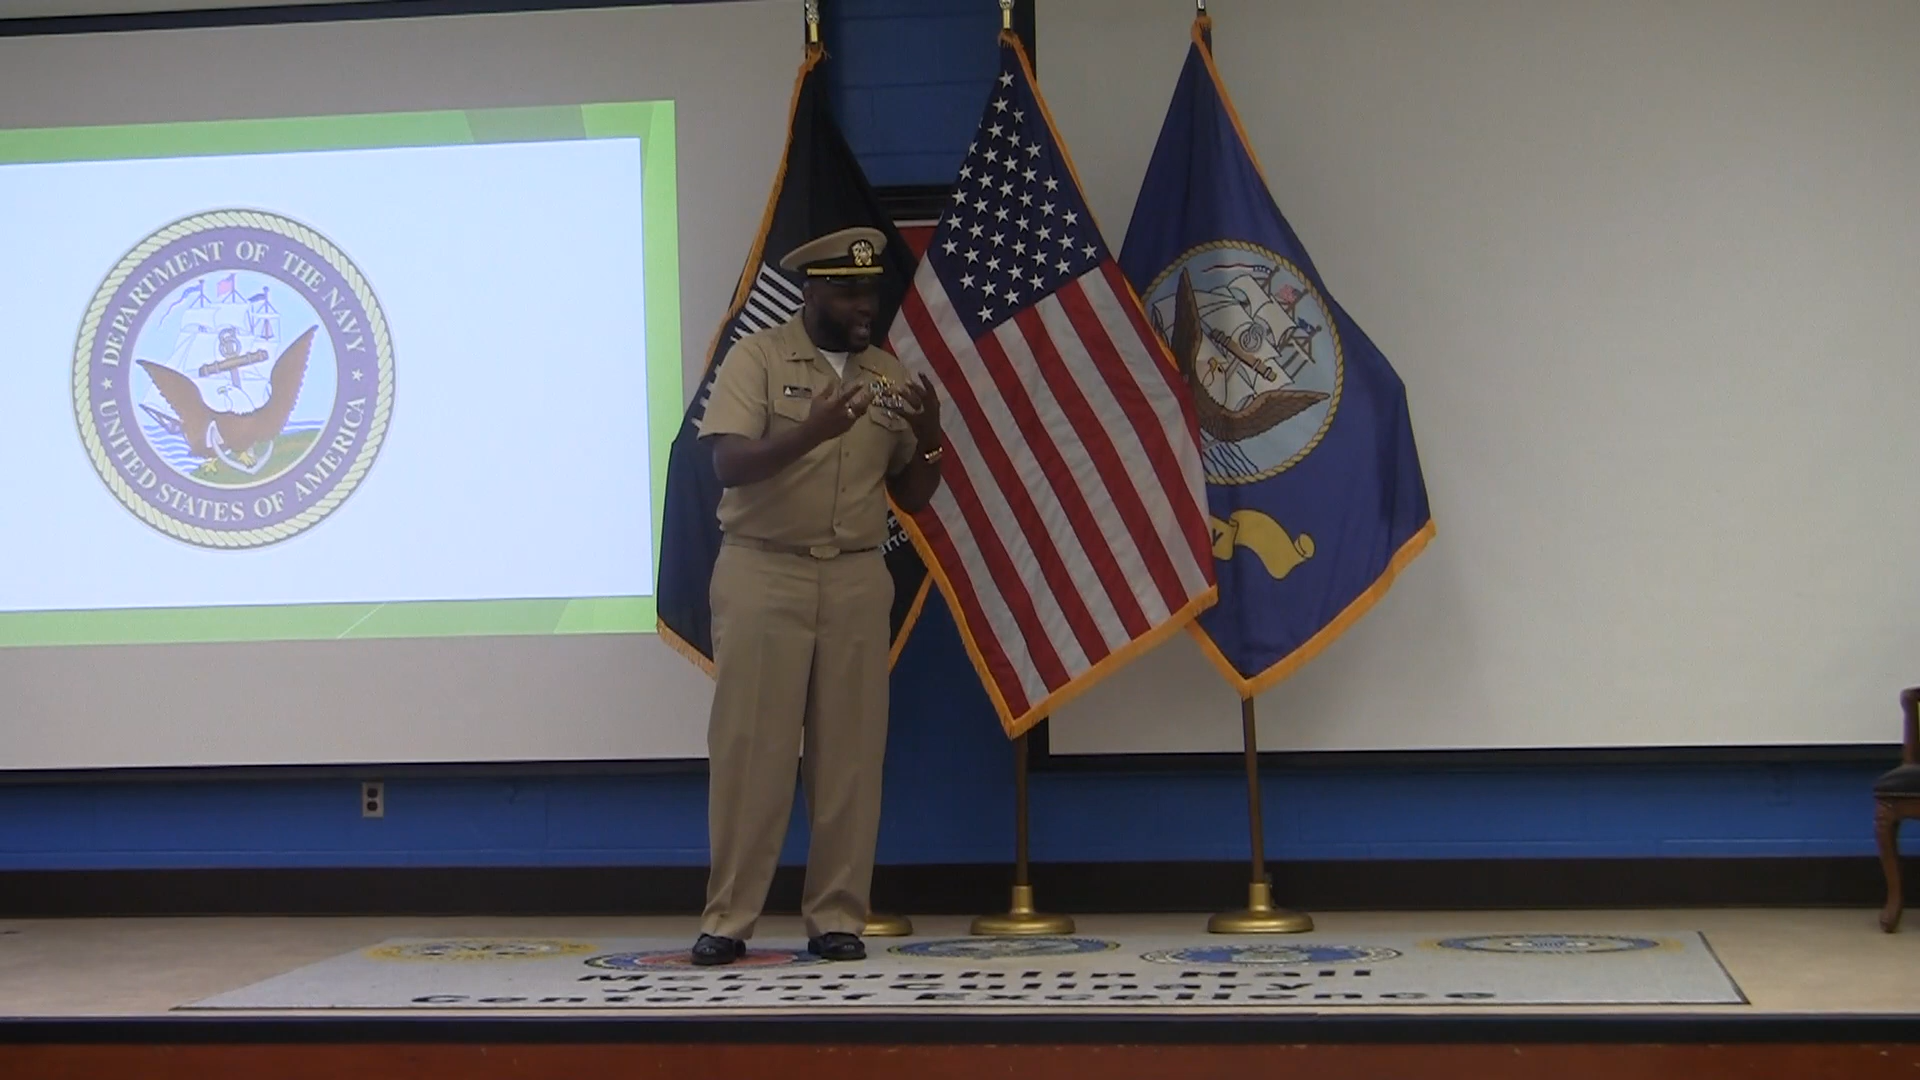 DEPARTMENT OF THE NAVY
UNITED STATES OF AMERICA
Y
McLaughlin Hall
Joint Culinary
Center of Excellence